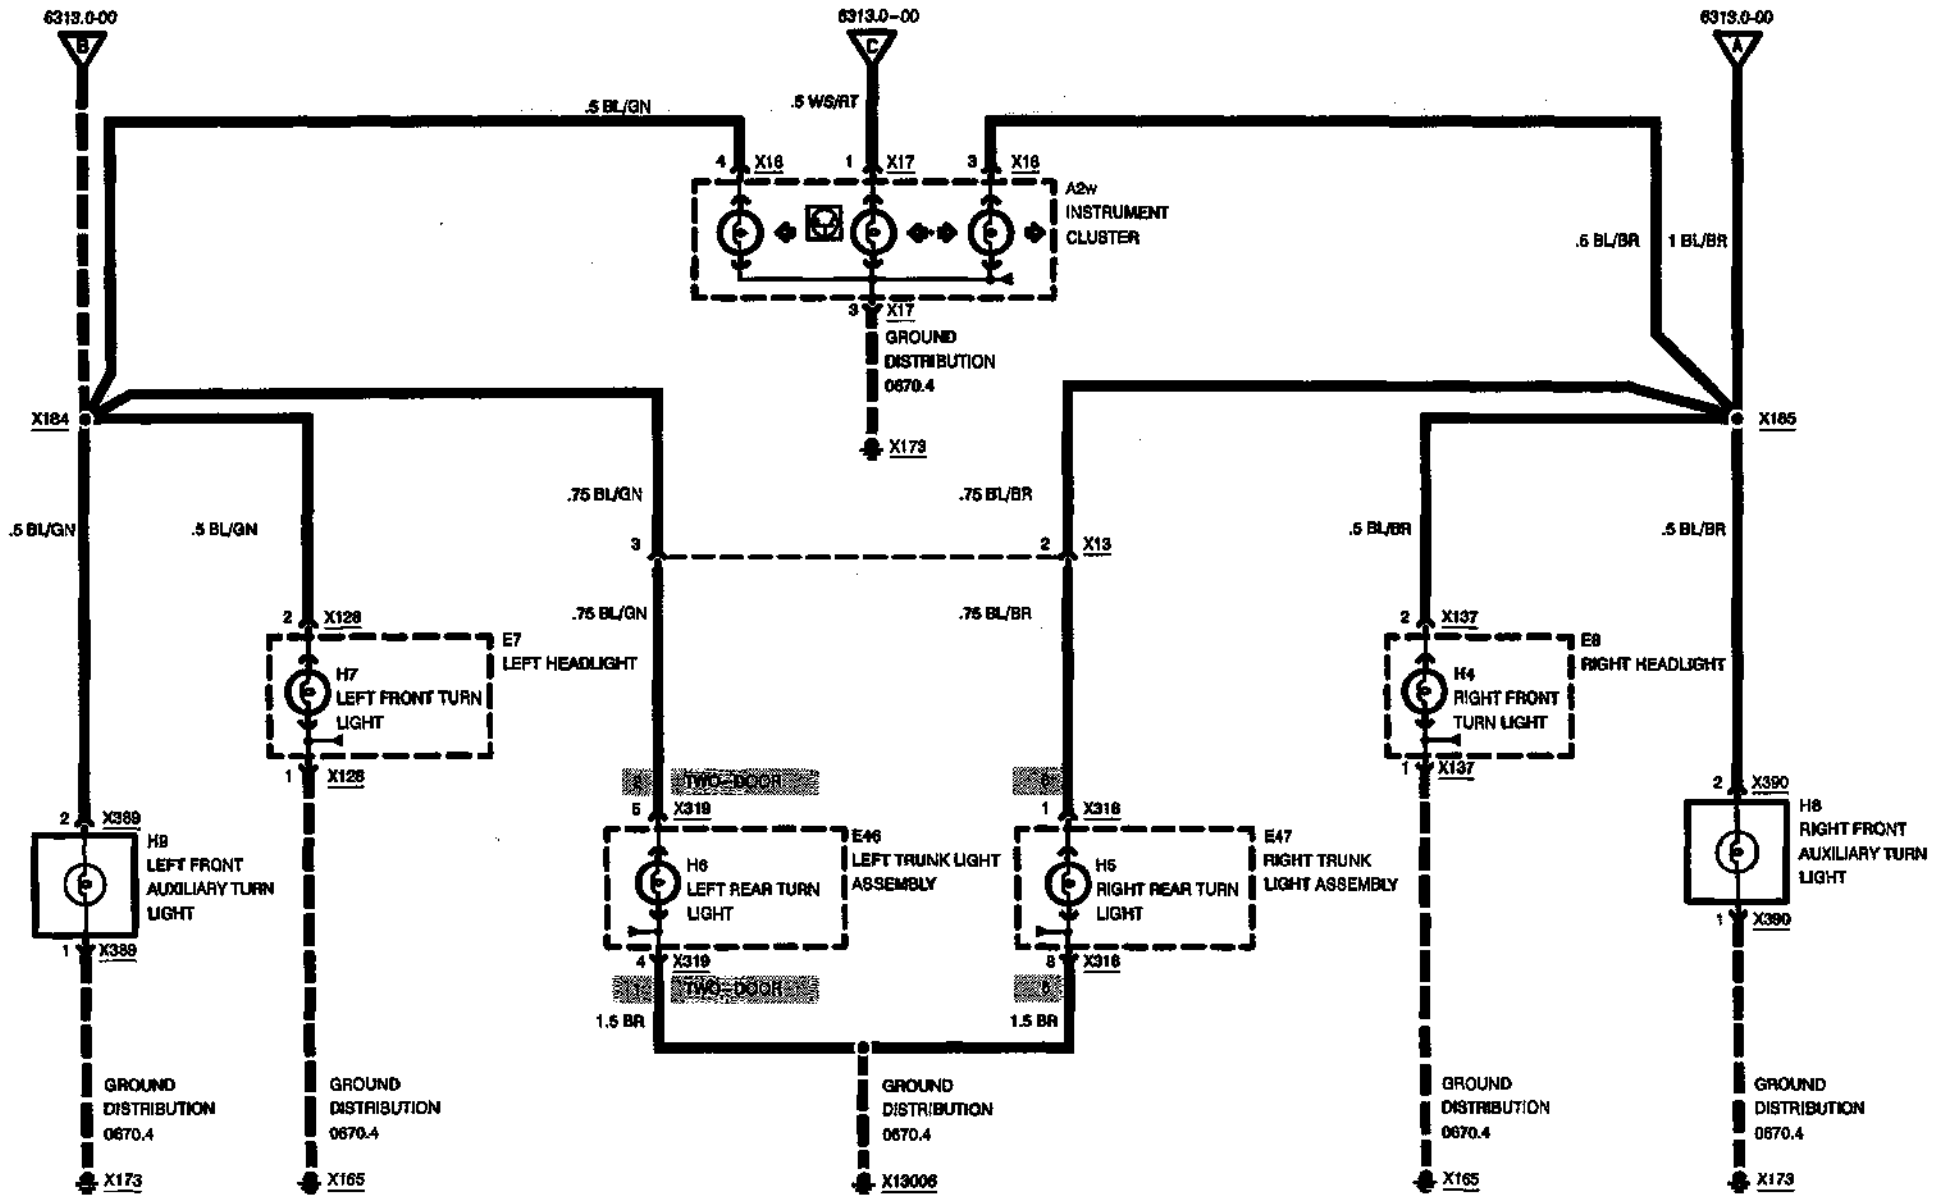 6313.0-00
6313.0-00
6313.0-00
B
C
A
.5 BL/GN
.5 WS/RT
4 X16
1 X17
3 X16
A2w
INSTRUMENT
CLUSTER
.5 BL/BR
1 BL/BR
3 X17
GROUND
DISTRIBUTION
0670.4
X184
X173
X185
.75 BL/GN
.75 BL/BR
.5 BL/GN
.5 BL/GN
.5 BL/BR
.5 BL/BR
3
2 X13
.75 BL/GN
.75 BL/BR
2 X128
E7
LEFT HEADLIGHT
H7
LEFT FRONT TURN
LIGHT
1 X128
2 X137
E8
RIGHT HEADLIGHT
H4
RIGHT FRONT
TURN LIGHT
1 X137
TWO-DOOR
6
5 X319
1 X318
2 X389
H9
LEFT FRONT
AUXILIARY TURN
LIGHT
1 X389
E46
LEFT TRUNK LIGHT
ASSEMBLY
H6
LEFT REAR TURN
LIGHT
E47
RIGHT TRUNK
LIGHT ASSEMBLY
H5
RIGHT REAR TURN
LIGHT
2 X390
H8
RIGHT FRONT
AUXILIARY TURN
LIGHT
1 X390
4 X319
8 X318
1 TWO-DOOR
1.5 BR
1.5 BR
GROUND
DISTRIBUTION
0670.4
GROUND
DISTRIBUTION
0670.4
GROUND
DISTRIBUTION
0670.4
GROUND
DISTRIBUTION
0670.4
GROUND
DISTRIBUTION
0670.4
X173
X165
X13006
X165
X173